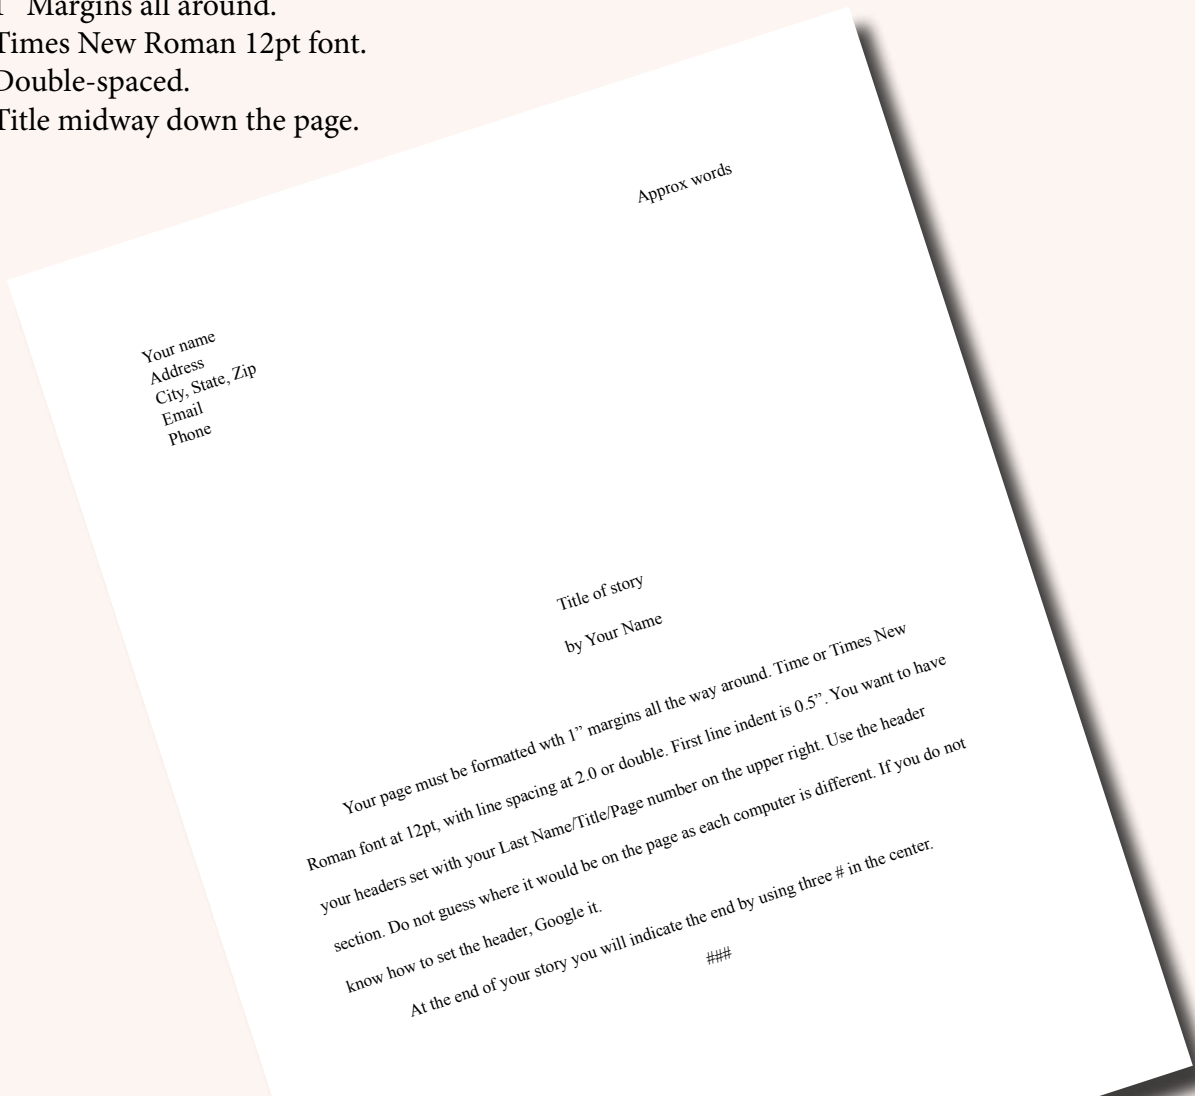 1” Margins all around.
Times New Roman 12pt font.
Double-spaced.
Title midway down the page.
Approx words
Your name
Address
City, State, Zip
Email
Phone
Title of story
by Your Name
Your page must be formatted wth 1” margins all the way around. Time or Times New
Roman font at 12pt, with line spacing at 2.0 or double. First line indent is 0.5”. You want to have
your headers set with your Last Name/Title/Page number on the upper right. Use the header
section. Do not guess where it would be on the page as each computer is different. If you do not
know how to set the header, Google it.
At the end of your story you will indicate the end by using three # in the center.
###